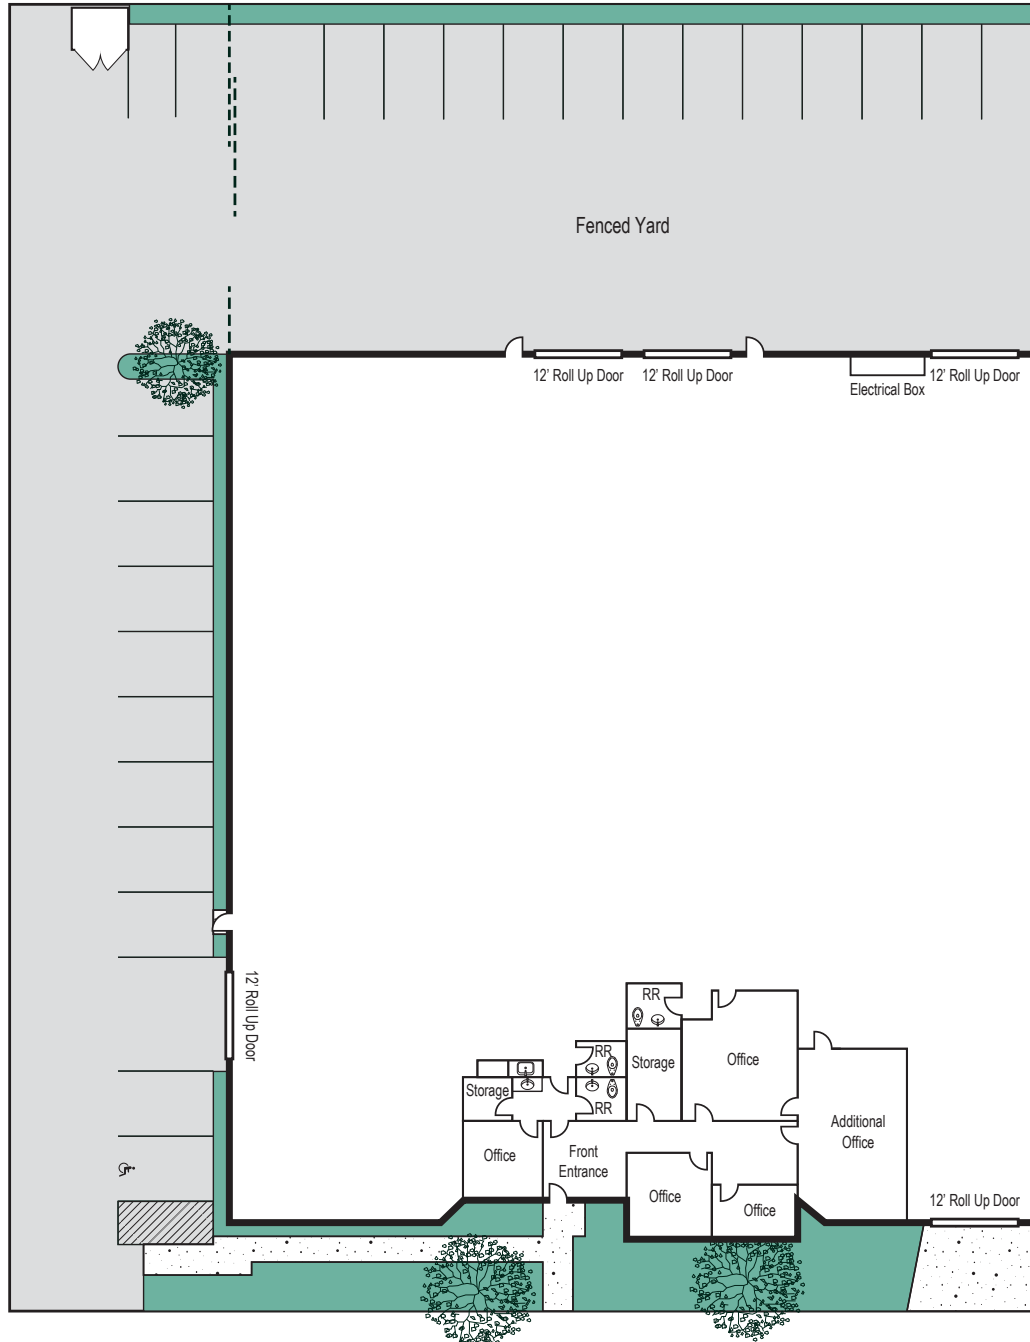 Fenced Yard
12' Roll Up Door
12' Roll Up Door
Electrical Box
12' Roll Up Door
12' Roll Up Door
RR
RR
Storage
Office
Storage
RR
Office
Front
Entrance
Additional
Office
Office
Office
12' Roll Up Door